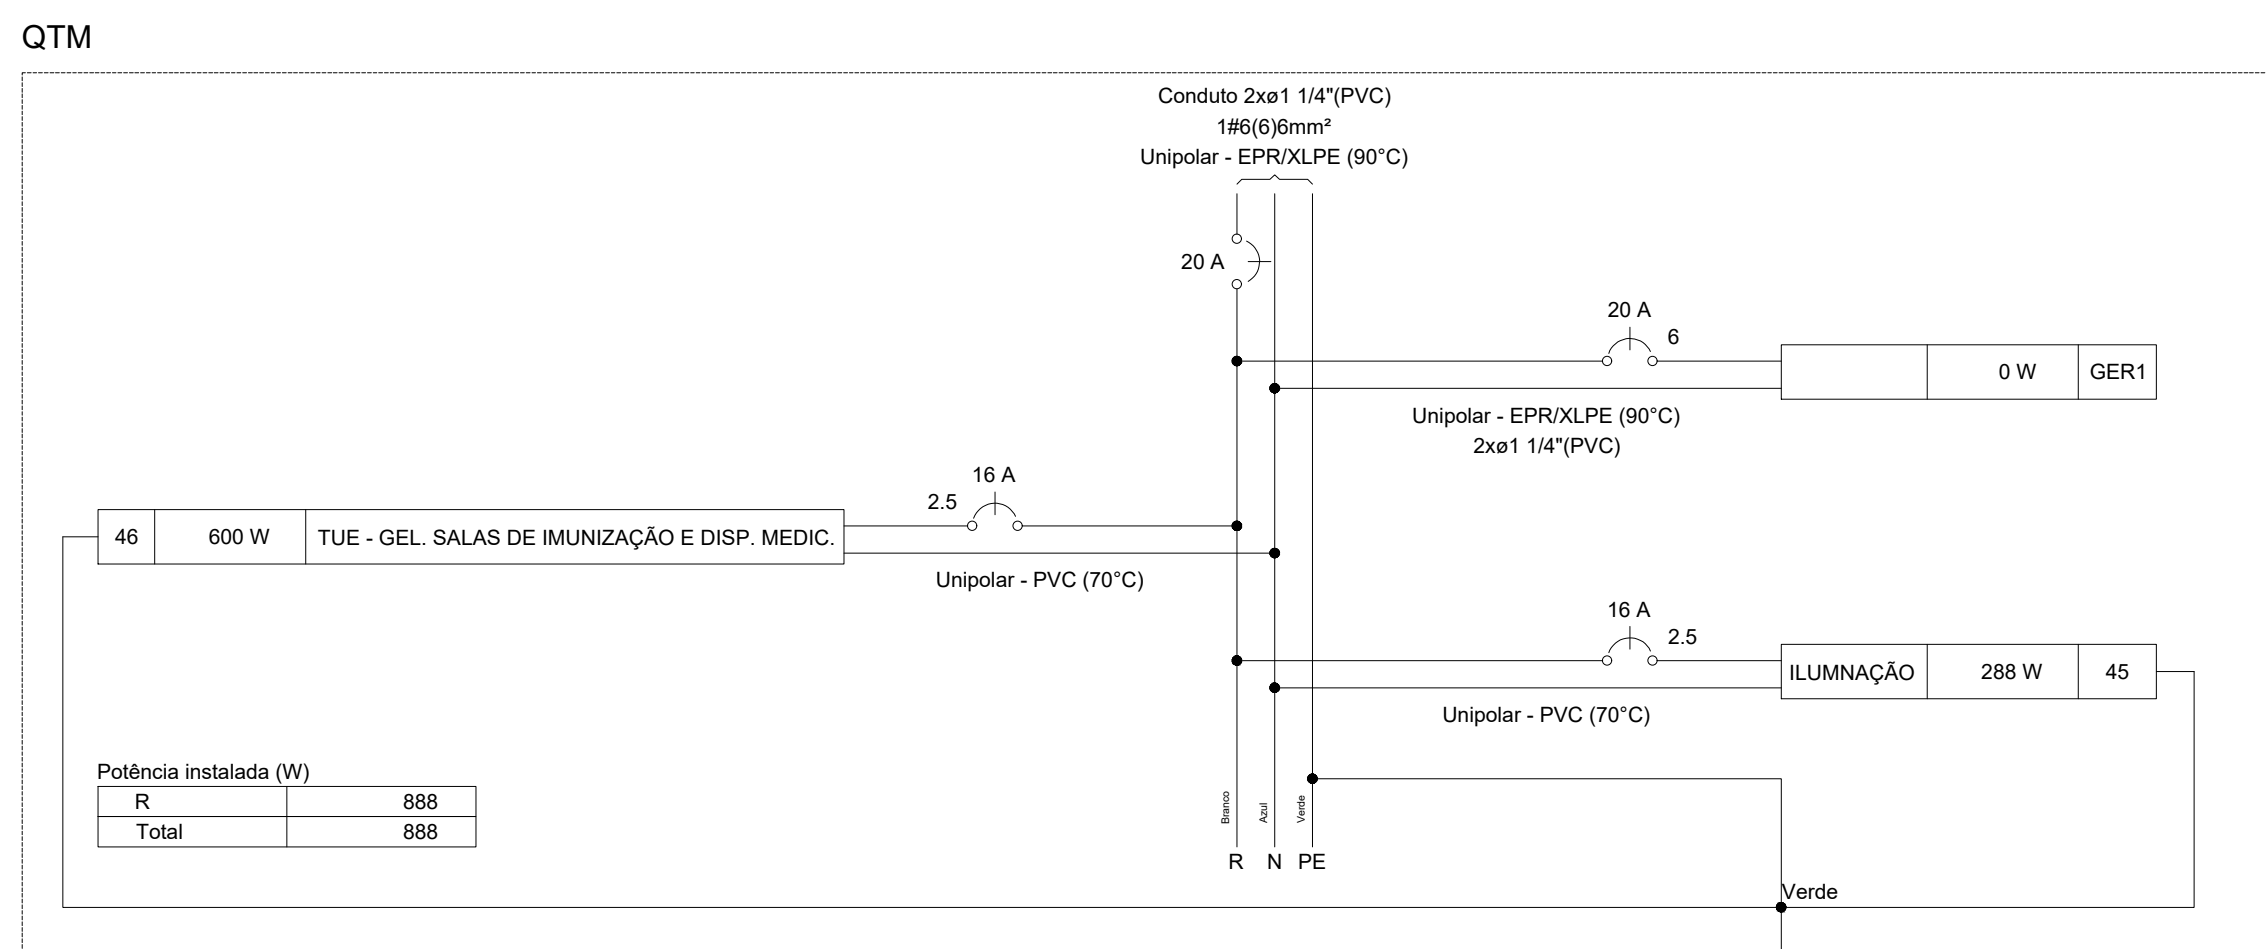 QTM
Conduto 2xø1 1/4"(PVC)
1#6(6)6mm²
Unipolar - EPR/XLPE (90°C)
20 A
20 A
6
0 W
GER1
Unipolar - EPR/XLPE (90°C)
2xø1 1/4"(PVC)
16 A
2.5
46
600 W
TUE - GEL. SALAS DE IMUNIZAÇÃO E DISP. MEDIC.
Unipolar - PVC (70°C)
16 A
2.5
ILUMNAÇÃO
288 W
45
Unipolar - PVC (70°C)
Potência instalada (W)
R 888
Total 888
Branco
Azul
Verde
R N PE
Verde